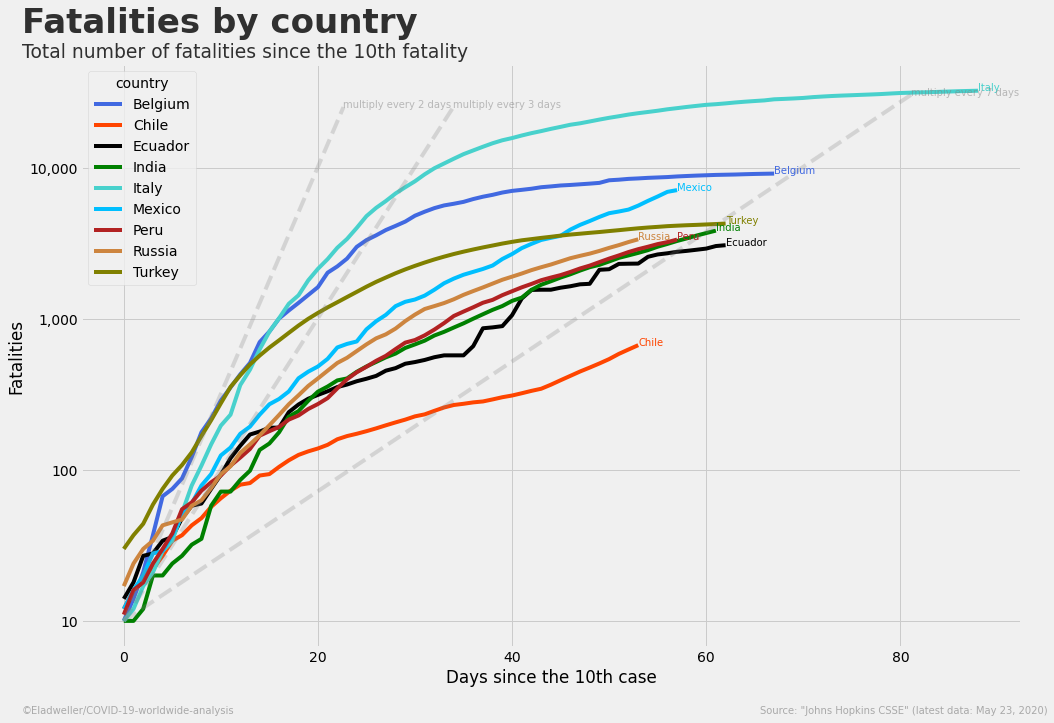 Fatalities by country
Total number of fatalities since the 10th fatality
country
Belgium
Chile
Ecuador
India
Italy
Mexico
Peru
Russia
Turkey
multiply every 2 days
multiply every 3 days
multiply every 7 days
Italy
Belgium
Mexico
Turkey
India
Russia
Peru
Ecuador
Chile
Fatalities
10,000
1,000
100
10
0
20
40
60
80
Days since the 10th case
©Eladweller/COVID-19-worldwide-analysis
Source: "Johns Hopkins CSSE" (latest data: May 23, 2020)